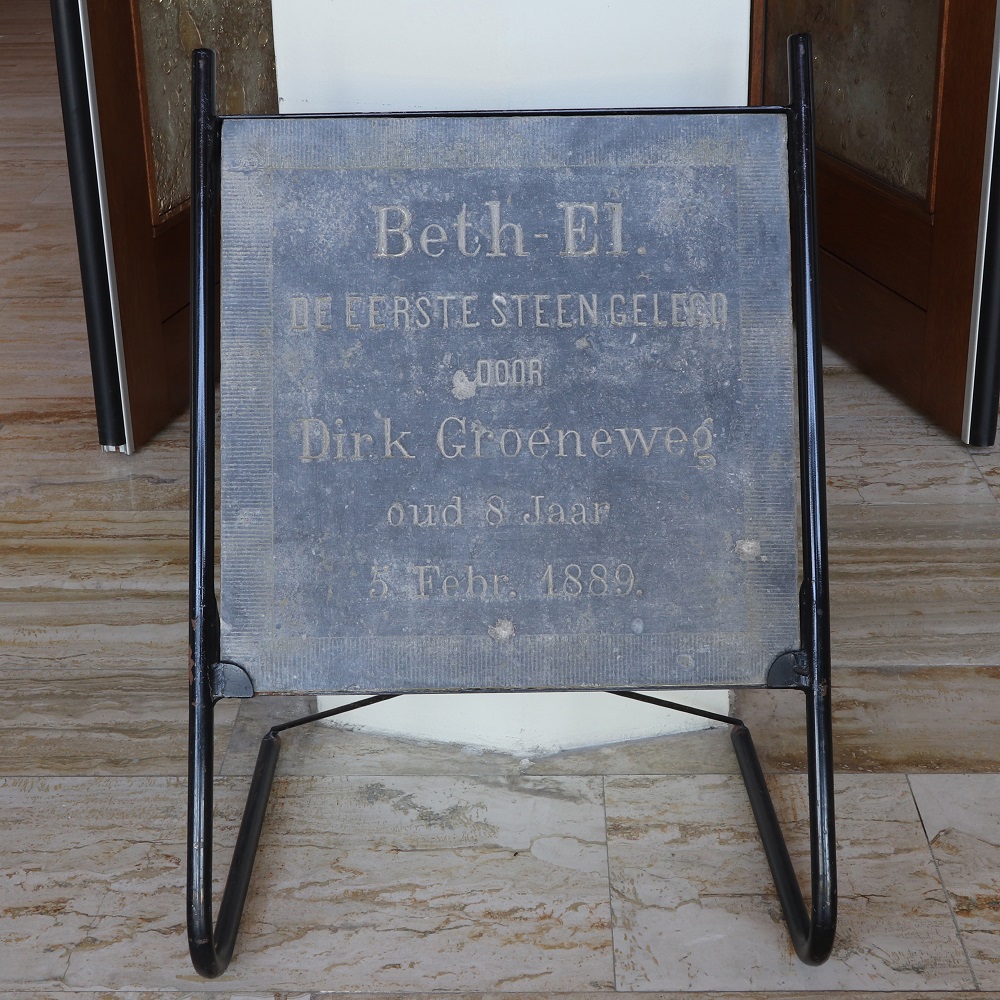 Beth-El.
DE EERSTE STEEN GELEGD
DOOR
Dirk Groeneweg
oud 8 Jaar
5 Febr. 1889.